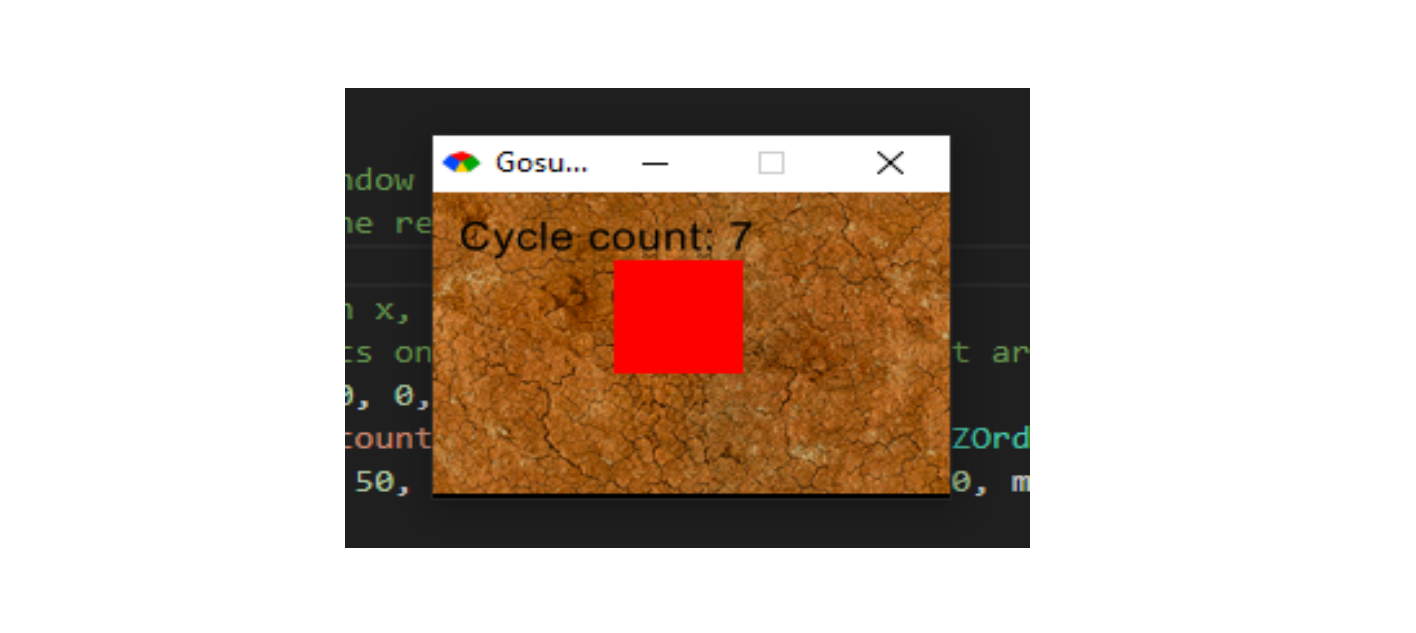 Gosu...
ndow
he re
Cycle count: 7
n x,
ts on t ar
0, 0,
count ZOrd
50, 0, m